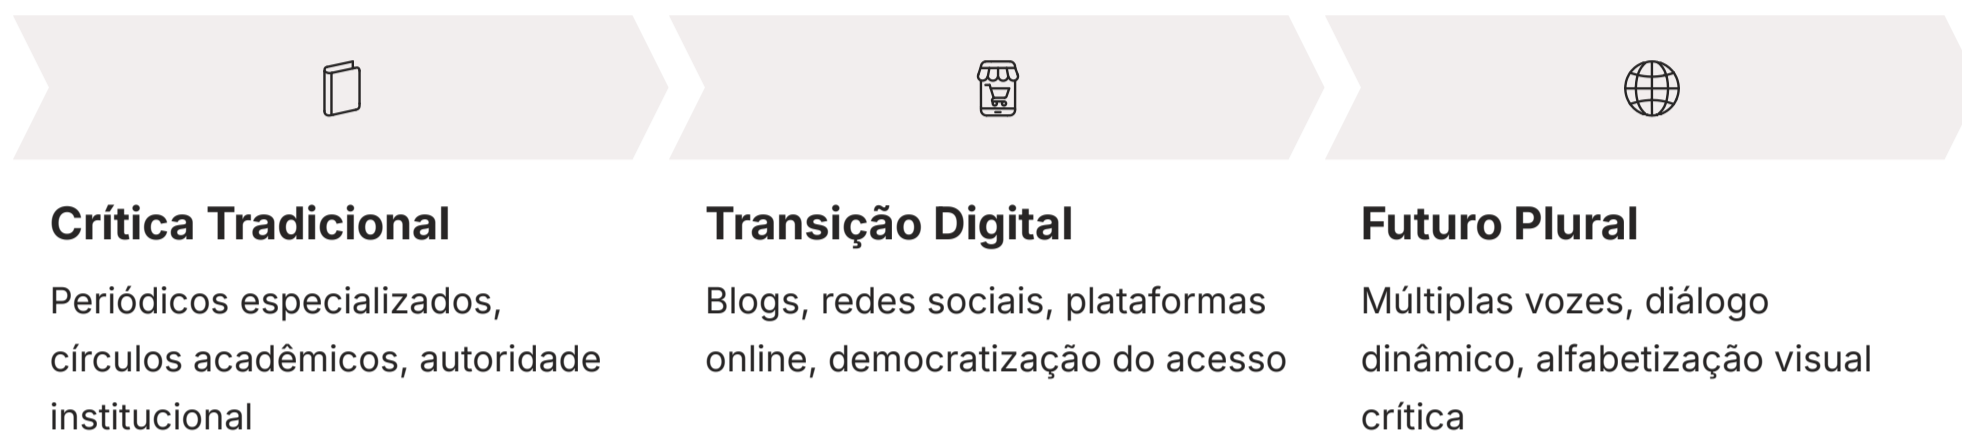 Crítica Tradicional
Periódicos especializados,
círculos acadêmicos, autoridade
institucional
Transição Digital
Blogs, redes sociais, plataformas
online, democratização do acesso
Futuro Plural
Múltiplas vozes, diálogo
dinâmico, alfabetização visual
crítica